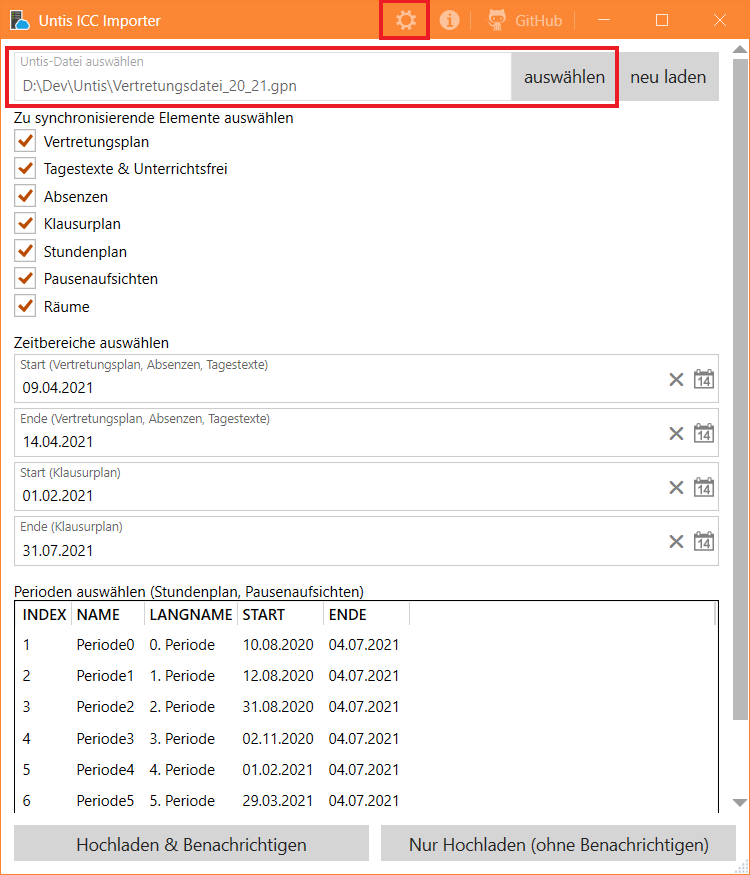 Untis ICC Importer GitHub
Untis-Datei auswählen
D:\Dev\Untis\Vertretungsdatei_20_21.gpn auswählen neu laden
Zu synchronisierende Elemente auswählen
Vertretungsplan
Tagestexte & Unterrichtsfrei
Absenzen
Klausurplan
Stundenplan
Pausenaufsichten
Räume
Zeitbereiche auswählen
Start (Vertretungsplan, Absenzen, Tagestexte)
09.04.2021 14
Ende (Vertretungsplan, Absenzen, Tagestexte)
14.04.2021 14
Start (Klausurplan)
01.02.2021 14
Ende (Klausurplan)
31.07.2021 14
Perioden auswählen (Stundenplan, Pausenaufsichten)
INDEX NAME LANGNAME START ENDE
1 Periode0 0. Periode 10.08.2020 04.07.2021
2 Periode1 1. Periode 12.08.2020 04.07.2021
3 Periode2 2. Periode 31.08.2020 04.07.2021
4 Periode3 3. Periode 02.11.2020 04.07.2021
5 Periode4 4. Periode 01.02.2021 04.07.2021
6 Periode5 5. Periode 29.03.2021 04.07.2021
Hochladen & Benachrichtigen Nur Hochladen (ohne Benachrichtigen)